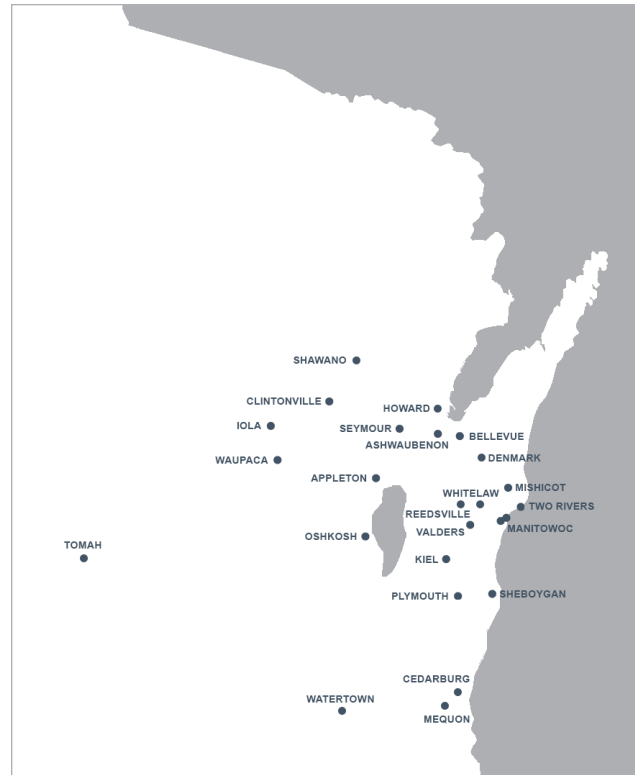 SHAWANO
CLINTONVILLE
HOWARD
IOLA
SEYMOUR
ASHWAUBENON
BELLEVUE
WAUPACA
DENMARK
APPLETON
MISHICOT
WHITELAW
TWO RIVERS
REEDSVILLE
MANITOWOC
VALDERS
OSHKOSH
TOMAH
KIEL
PLYMOUTH
SHEBOYGAN
CEDARBURG
WATERTOWN
MEQUON